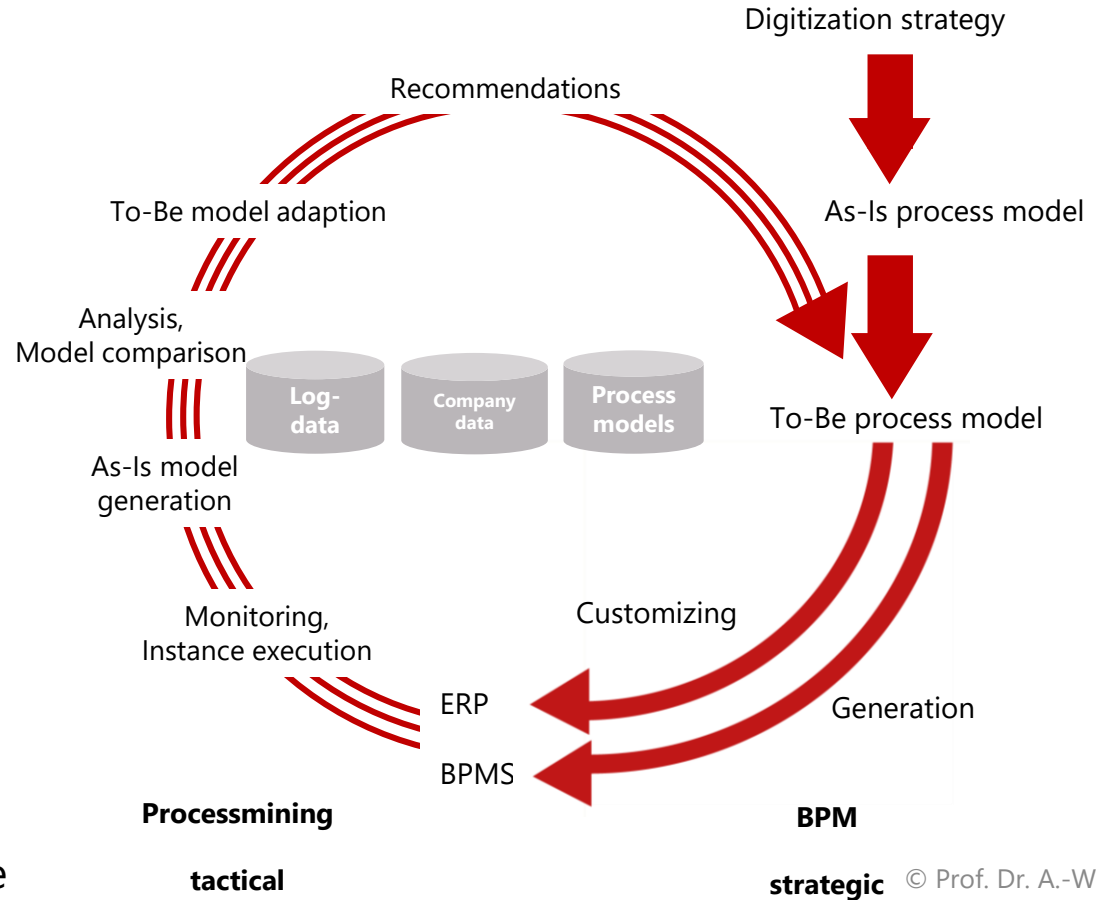 Digitization strategy
Recommendations
To-Be model adaption
As-Is process model
Analysis,
Model comparison
Log-
data
Company
data
Process
models
To-Be process model
As-Is model
generation
Monitoring,
Instance execution
Customizing
ERP
Generation
BPMS
Processmining
BPM
e
tactical
strategic
© Prof. Dr. A.-W